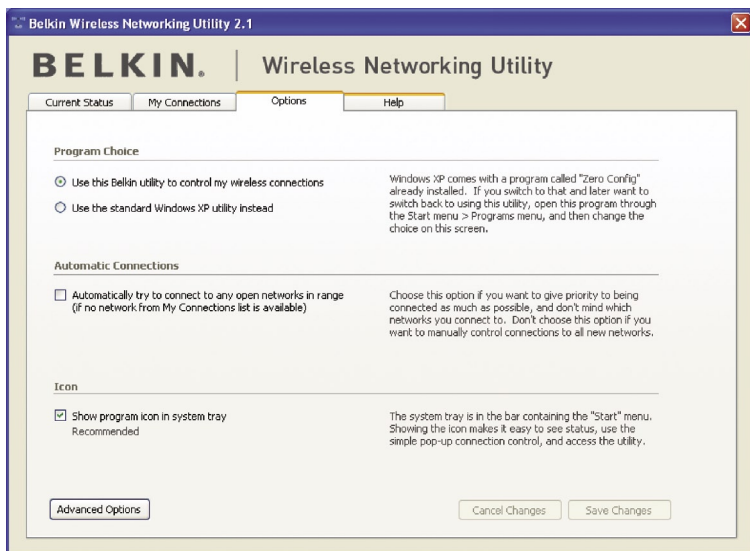 Belkin Wireless Networking Utility 2.1
BELKIN. | Wireless Networking Utility
Current Status
My Connections
Options
Help
Program Choice
Use this Belkin utility to control my wireless connections
Use the standard Windows XP utility instead
Windows XP comes with a program called "Zero Config"
already installed. If you switch to that and later want to
switch back to using this utility, open this program through
the Start menu > Programs menu, and then change the
choice on this screen.
Automatic Connections
Automatically try to connect to any open networks in range
(if no network from My Connections list is available)
Choose this option if you want to give priority to being
connected as much as possible, and don't mind which
networks you connect to. Don't choose this option if you
want to manually control connections to all new networks.
Icon
Show program icon in system tray
Recommended
The system tray is in the bar containing the "Start" menu.
Showing the icon makes it easy to see status, use the
simple pop-up connection control, and access the utility.
Advanced Options
Cancel Changes
Save Changes